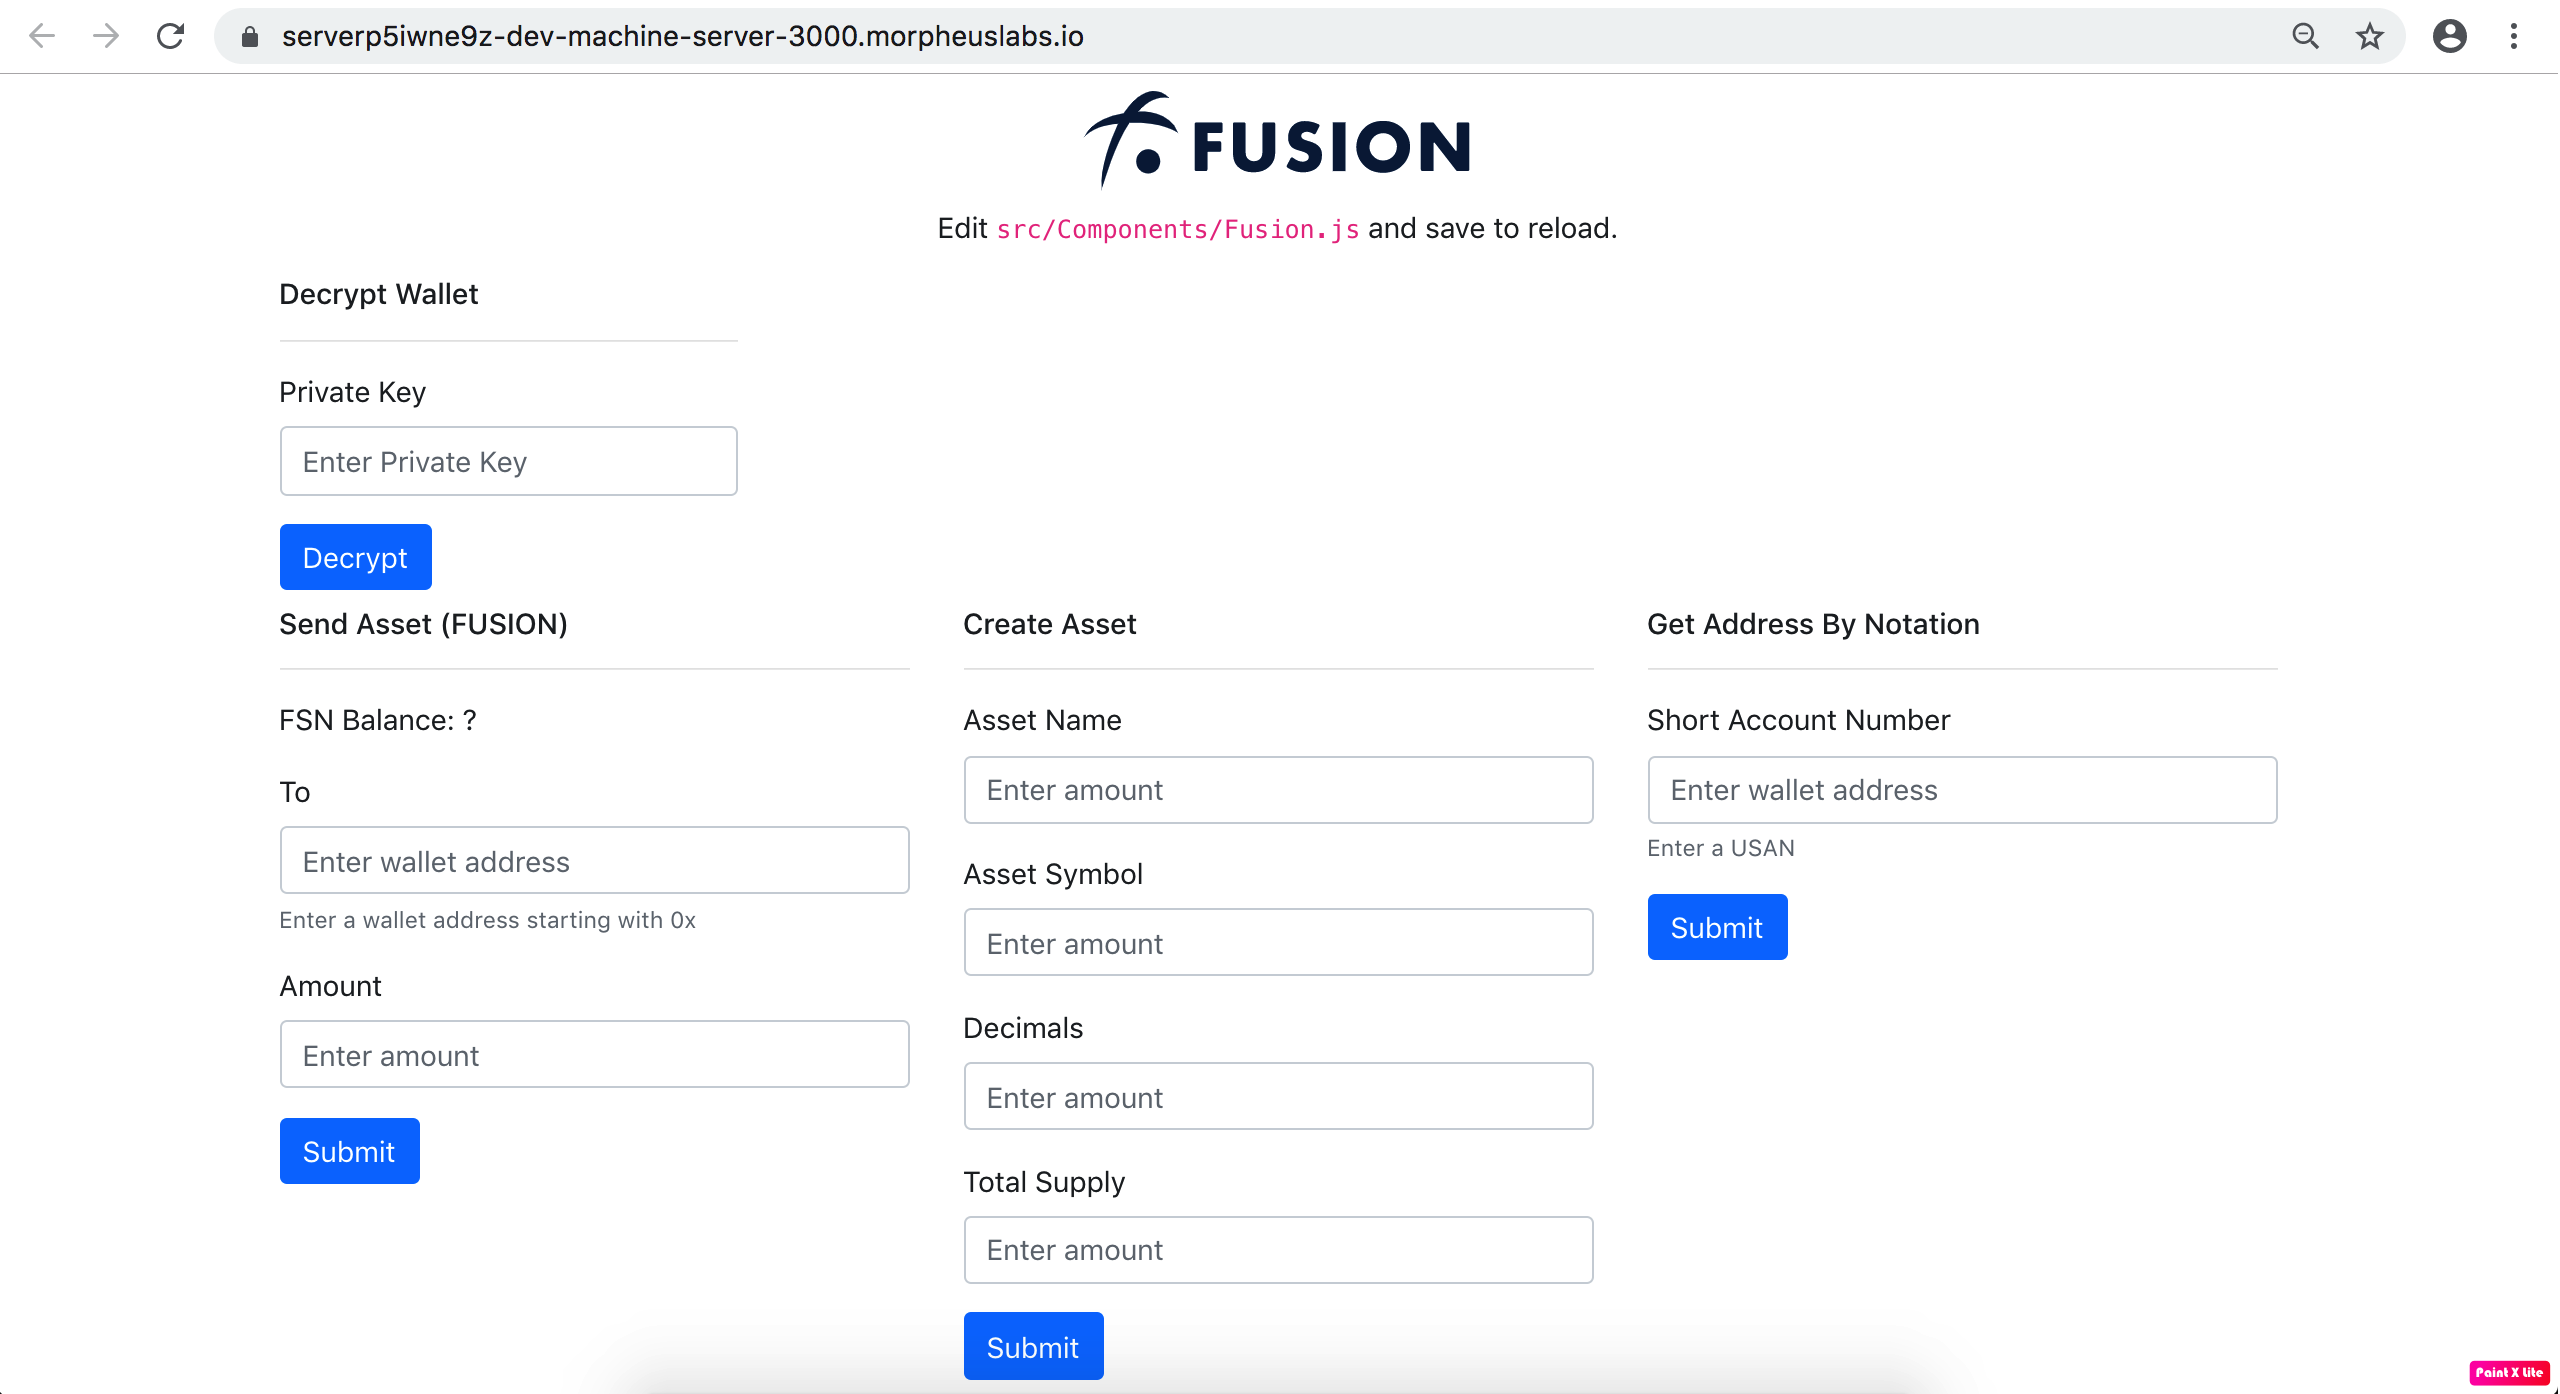 serverp5iwne9z-dev-machine-server-3000.morpheuslabs.io
FUSION
Edit src/Components/Fusion.js and save to reload.
Decrypt Wallet
Private Key
Enter Private Key
Decrypt
Send Asset (FUSION)
FSN Balance: ?
To
Enter wallet address
Enter a wallet address starting with 0x
Amount
Enter amount
Submit
Create Asset
Asset Name
Enter amount
Asset Symbol
Enter amount
Decimals
Enter amount
Total Supply
Enter amount
Submit
Get Address By Notation
Short Account Number
Enter wallet address
Enter a USAN
Submit
Paint X Lite